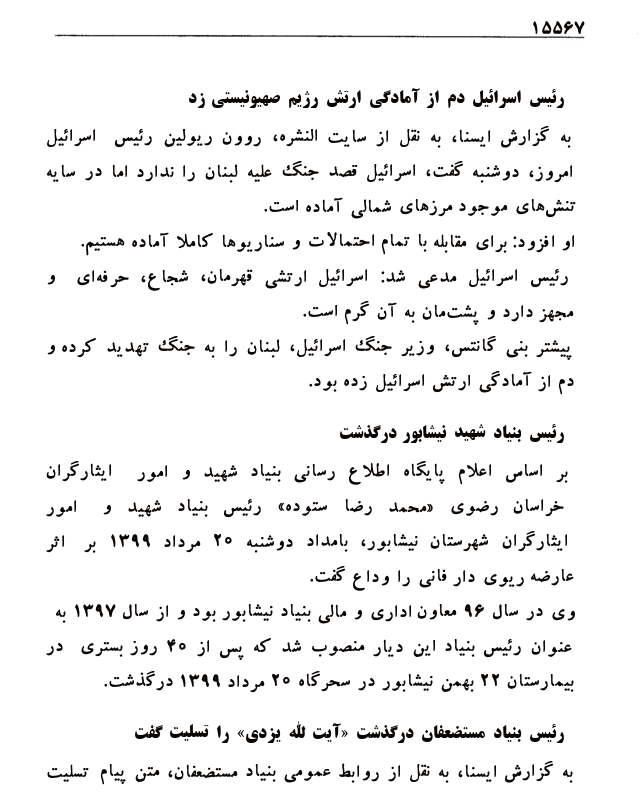 ۱۵۵۶۷
رئیس اسرائیل دم از آمادگی ارتش رژیم صهیونیستی زد
به گزارش ایسنا، به نقل از سایت النشره، روون ریولین رئیس اسرائیل
امروز، دوشنبه گفت، اسرائیل قصد جنگ علیه لبنان را ندارد اما در سایه
تنش‌های موجود مرزهای شمالی آماده است.
او افزود: برای مقابله با تمام احتمالات و سناریوها کاملا آماده هستیم.
رئیس اسرائیل مدعی شد: اسرائیل ارتشی قهرمان، شجاع، حرفه‌ای و
مجهز دارد و پشت‌مان به آن گرم است.
پیشتر بنی گانتس، وزیر جنگ اسرائیل، لبنان را به جنگ تهدید کرده و
دم از آمادگی ارتش اسرائیل زده بود.
رئیس بنیاد شهید نیشابور درگذشت
بر اساس اعلام پایگاه اطلاع رسانی بنیاد شهید و امور ایثارگران
خراسان رضوی «محمد رضا ستوده» رئیس بنیاد شهید و امور
ایثارگران شهرستان نیشابور، بامداد دوشنبه ۲۰ مرداد ۱۳۹۹ بر اثر
عارضه ریوی دار فانی را وداع گفت.
وی در سال ۹۶ معاون اداری و مالی بنیاد نیشابور بود و از سال ۱۳۹۷ به
عنوان رئیس بنیاد این دیار منصوب شد که پس از ۴۰ روز بستری در
بیمارستان ۲۲ بهمن نیشابور در سحرگاه ۲۰ مرداد ۱۳۹۹ درگذشت.
رئیس بنیاد مستضعفان درگذشت «آیت لله یزدی» را تسلیت گفت
به گزارش ایسنا، به نقل از روابط عمومی بنیاد مستضعفان، متن پیام تسلیت